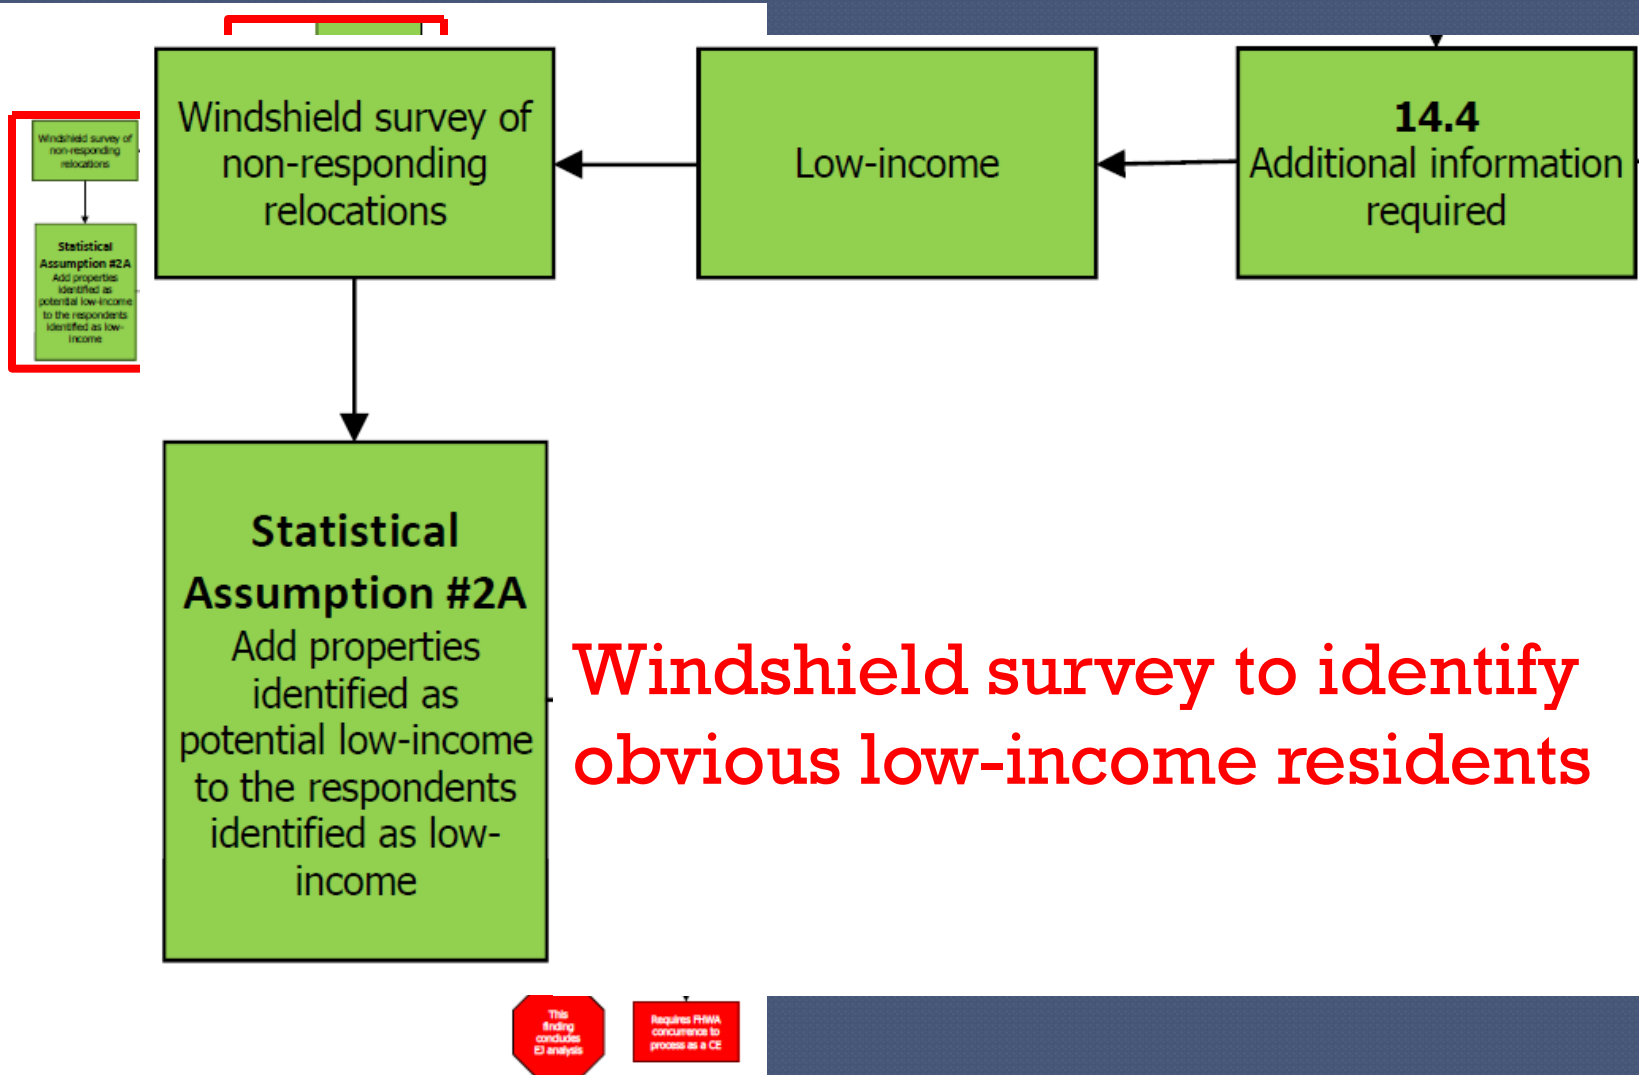 Windshield survey of
non-responding
relocations
Statistical
Assumption #2A
Add properties
identified as
potential low-income
to the respondents
identified as low-
income
Windshield survey of
non-responding
relocations
Low-income
14.4
Additional information
required
Statistical
Assumption #2A
Add properties
identified as
potential low-income
to the respondents
identified as low-
income
Windshield survey to identify
obvious low-income residents
This
finding
concludes
EJ analysis
Requires FHWA
concurrence to
process as a CE